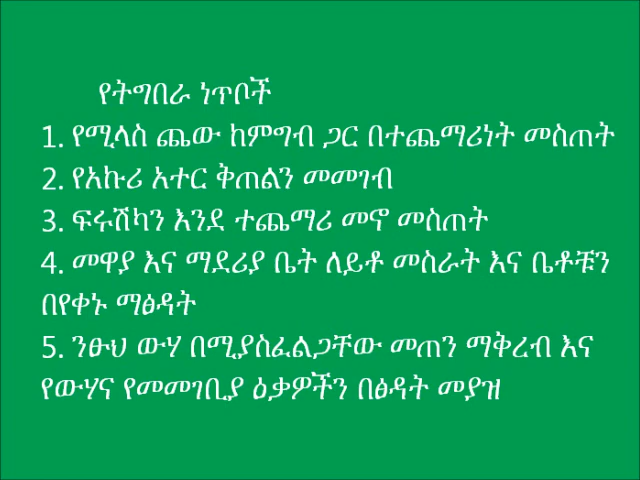 የትግበራ ነጥቦች
1. የሚላስ ጨው ከምግብ ጋር በተጨማሪነት መስጠት
2. የአኩሪ አተር ቅጠልን መመገብ
3. ፍሩሽካን እንደ ተጨማሪ መኖ መስጠት
4. መዋያ እና ማደሪያ ቤት ለይቶ መስራት እና ቤቶቹን
በየቀኑ ማፅዳት
5. ንፁህ ውሃ በሚያስፈልጋቸው መጠን ማቅረብ እና
የውሃና የመመገቢያ ዕቃዎችን በፅዳት መያዝ